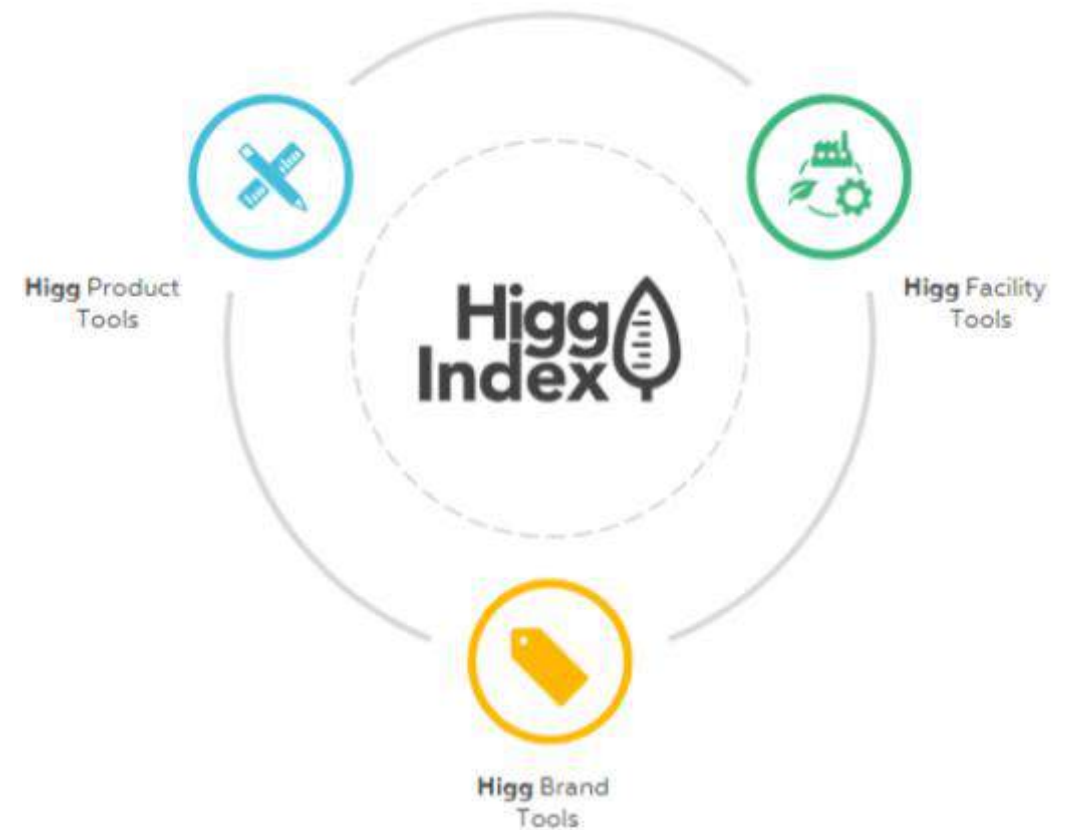 Higg Product
Tools
Higg Facility
Tools
Higg
Index
Higg Brand
Tools